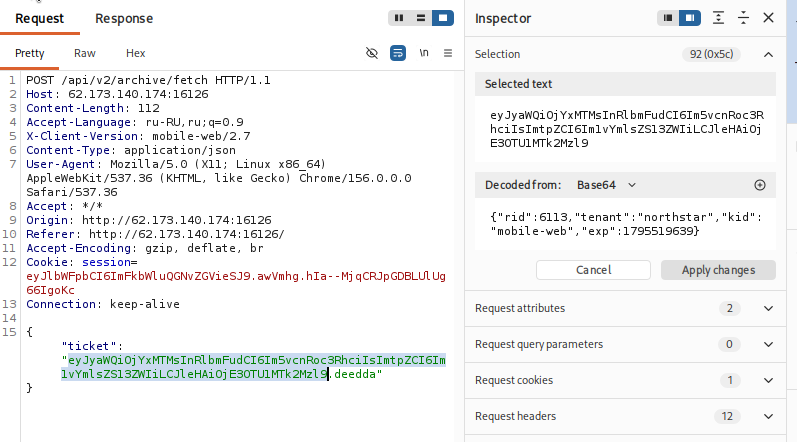 Request
Response
Inspector
Pretty
Raw
Hex
\n
Selection
92 (0x5c)
1 POST /api/v2/archive/fetch HTTP/1.1
2 Host: 62.173.140.174:16126
3 Content-Length: 112
4 Accept-Language: ru-RU,ru;q=0.9
5 X-Client-Version: mobile-web/2.7
6 Content-Type: application/json
7 User-Agent: Mozilla/5.0 (X11; Linux x86_64)
AppleWebKit/537.36 (KHTML, like Gecko) Chrome/156.0.0.0
Safari/537.36
8 Accept: */*
9 Origin: http://62.173.140.174:16126
10 Referer: http://62.173.140.174:16126/
11 Accept-Encoding: gzip, deflate, br
12 Cookie: session=
eyJlbWFpbCI6ImFkbWluQGNvZGVieSJ9.awVmhg.hIa--MjqCRJpGDBLUlUg
66IgoKc
13 Connection: keep-alive
14
15 {
"ticket":
"eyJyaWQiOjYxMTMsInRlbmFudCI6Im5vcnRoc3RhciIsImtpZCI6Im
1vYmlsZS13ZWIiLCJleHAiOjE3OTU1MTk2Mzl9.deedda"
}
Selected text
eyJyaWQiOjYxMTMsInRlbmFudCI6Im5vcnRoc3R
hciIsImtpZCI6Im1vYmlsZS13ZWIiLCJleHAiOj
E3OTU1MTk2Mzl9
Decoded from: Base64
{"rid":6113,"tenant":"northstar","kid":
"mobile-web","exp":1795519639}
Cancel
Apply changes
Request attributes 2
Request query parameters 0
Request cookies 1
Request headers 12